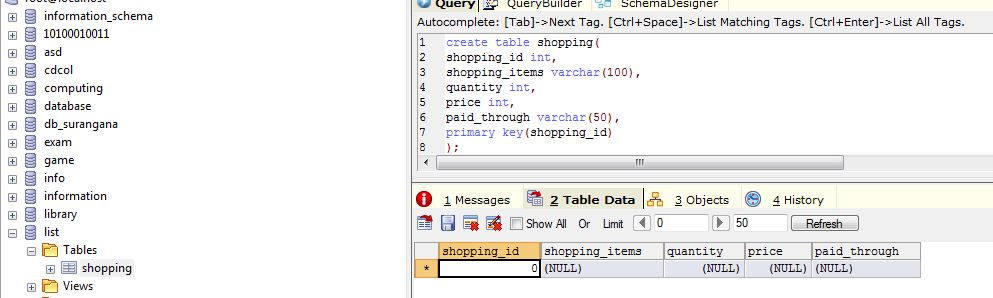 root@localhost
information_schema
10100010011
asd
cdcol
computing
database
db_surangana
exam
game
info
information
library
list
Tables
shopping
Views
Query QueryBuilder SchemaDesigner
Autocomplete: [Tab]->Next Tag. [Ctrl+Space]->List Matching Tags. [Ctrl+Enter]->List All Tags.
1 create table shopping(
2 shopping_id int,
3 shopping_items varchar(100),
4 quantity int,
5 price int,
6 paid_through varchar(50),
7 primary key(shopping_id)
8 );
1 Messages 2 Table Data 3 Objects 4 History
Show All Or Limit 0 50 Refresh
shopping_id shopping_items quantity price paid_through
* 0 (NULL) (NULL) (NULL) (NULL)